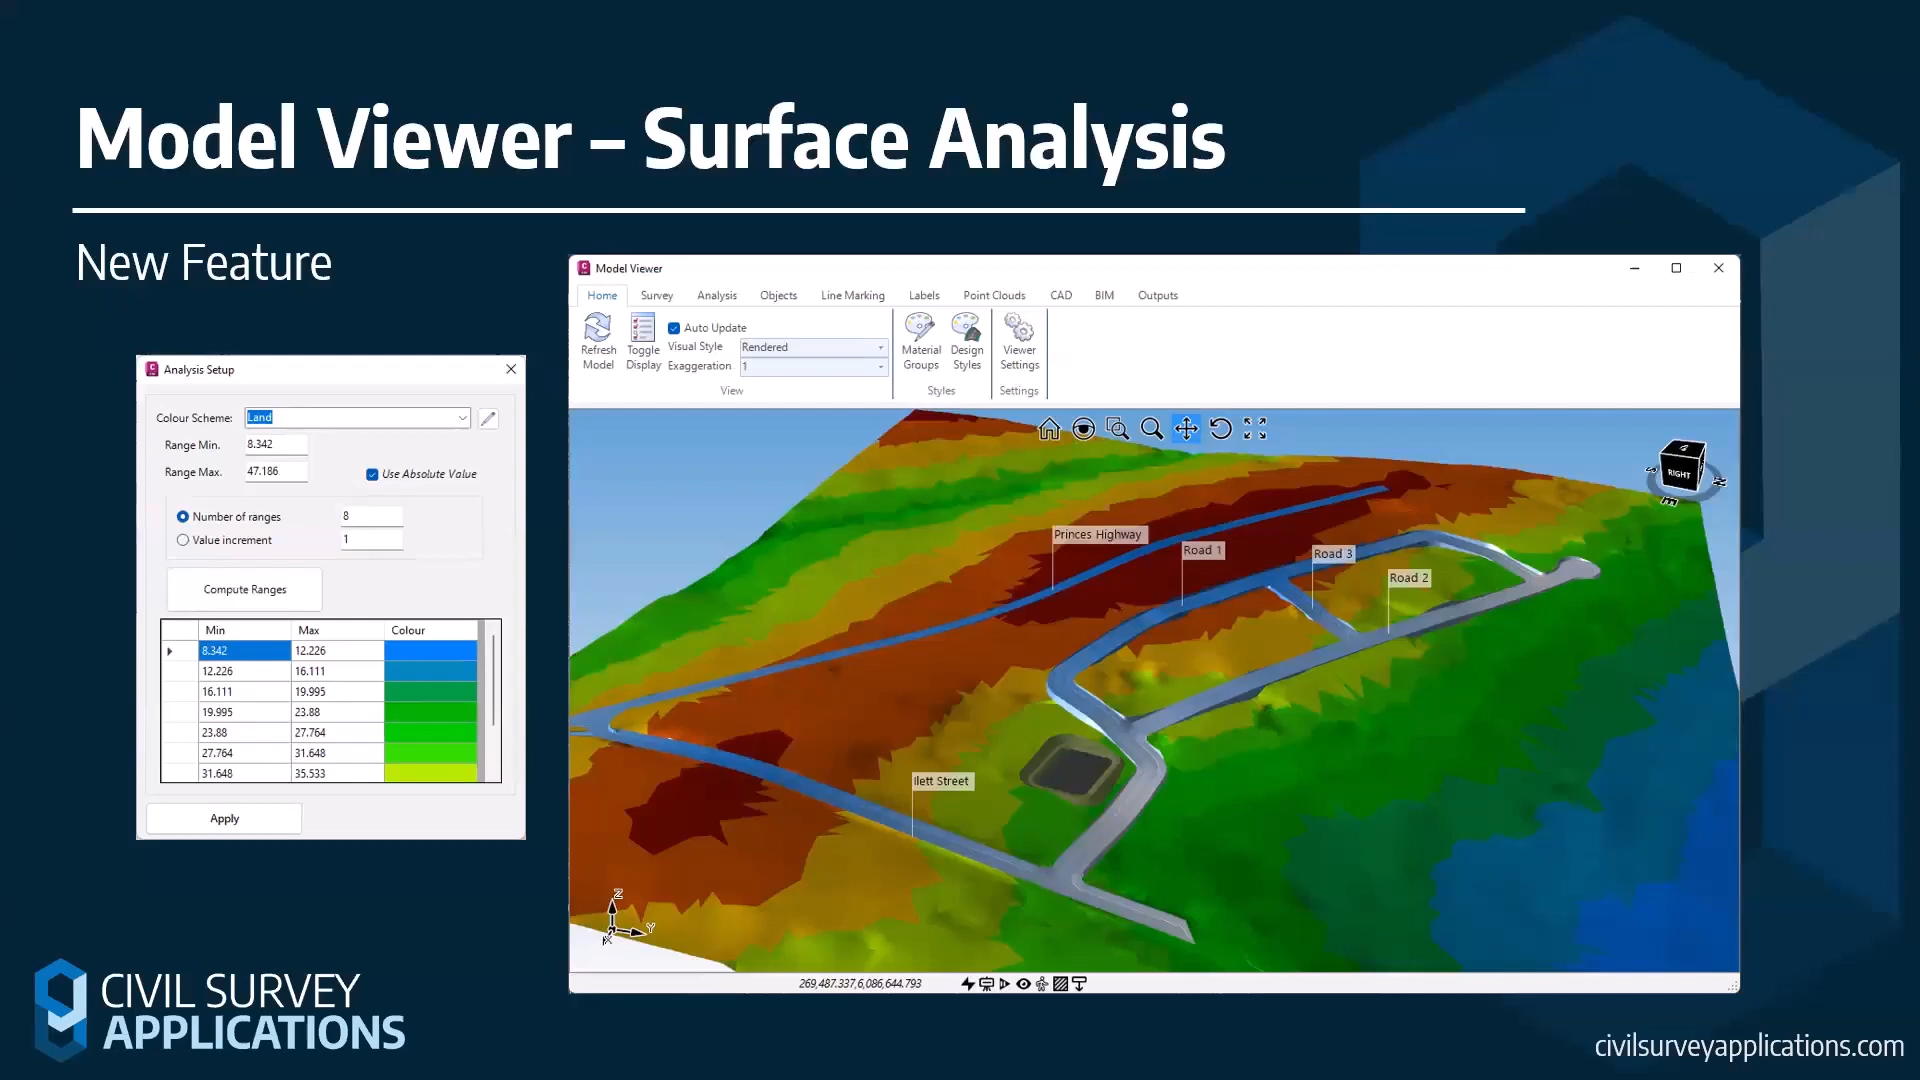 Model Viewer – Surface Analysis
New Feature
Analysis Setup
Colour Scheme: Land
Range Min. 8.342
Range Max. 47.186
Use Absolute Value
Number of ranges 8
Value increment 1
Compute Ranges
Min Max Colour
8.342 12.226
12.226 16.111
16.111 19.995
19.995 23.88
23.88 27.764
27.764 31.648
31.648 35.533
Apply
Model Viewer
Home Survey Analysis Objects Line Marking Labels Point Clouds CAD BIM Outputs
Refresh Model
Toggle Display
Auto Update
Visual Style Rendered
Exaggeration 1
View
Material Groups
Design Styles
Styles
Viewer Settings
Settings
RIGHT
S
N
E
Princes Highway
Road 1
Road 3
Road 2
Ilett Street
Z
Y
X
269,487.337,6,086,644.793
CIVIL SURVEY
APPLICATIONS
civilsurveyapplications.com